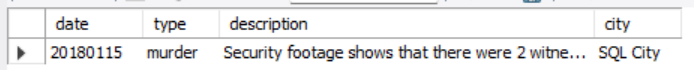 date type description city
20180115 murder Security footage shows that there were 2 witne... SQL City